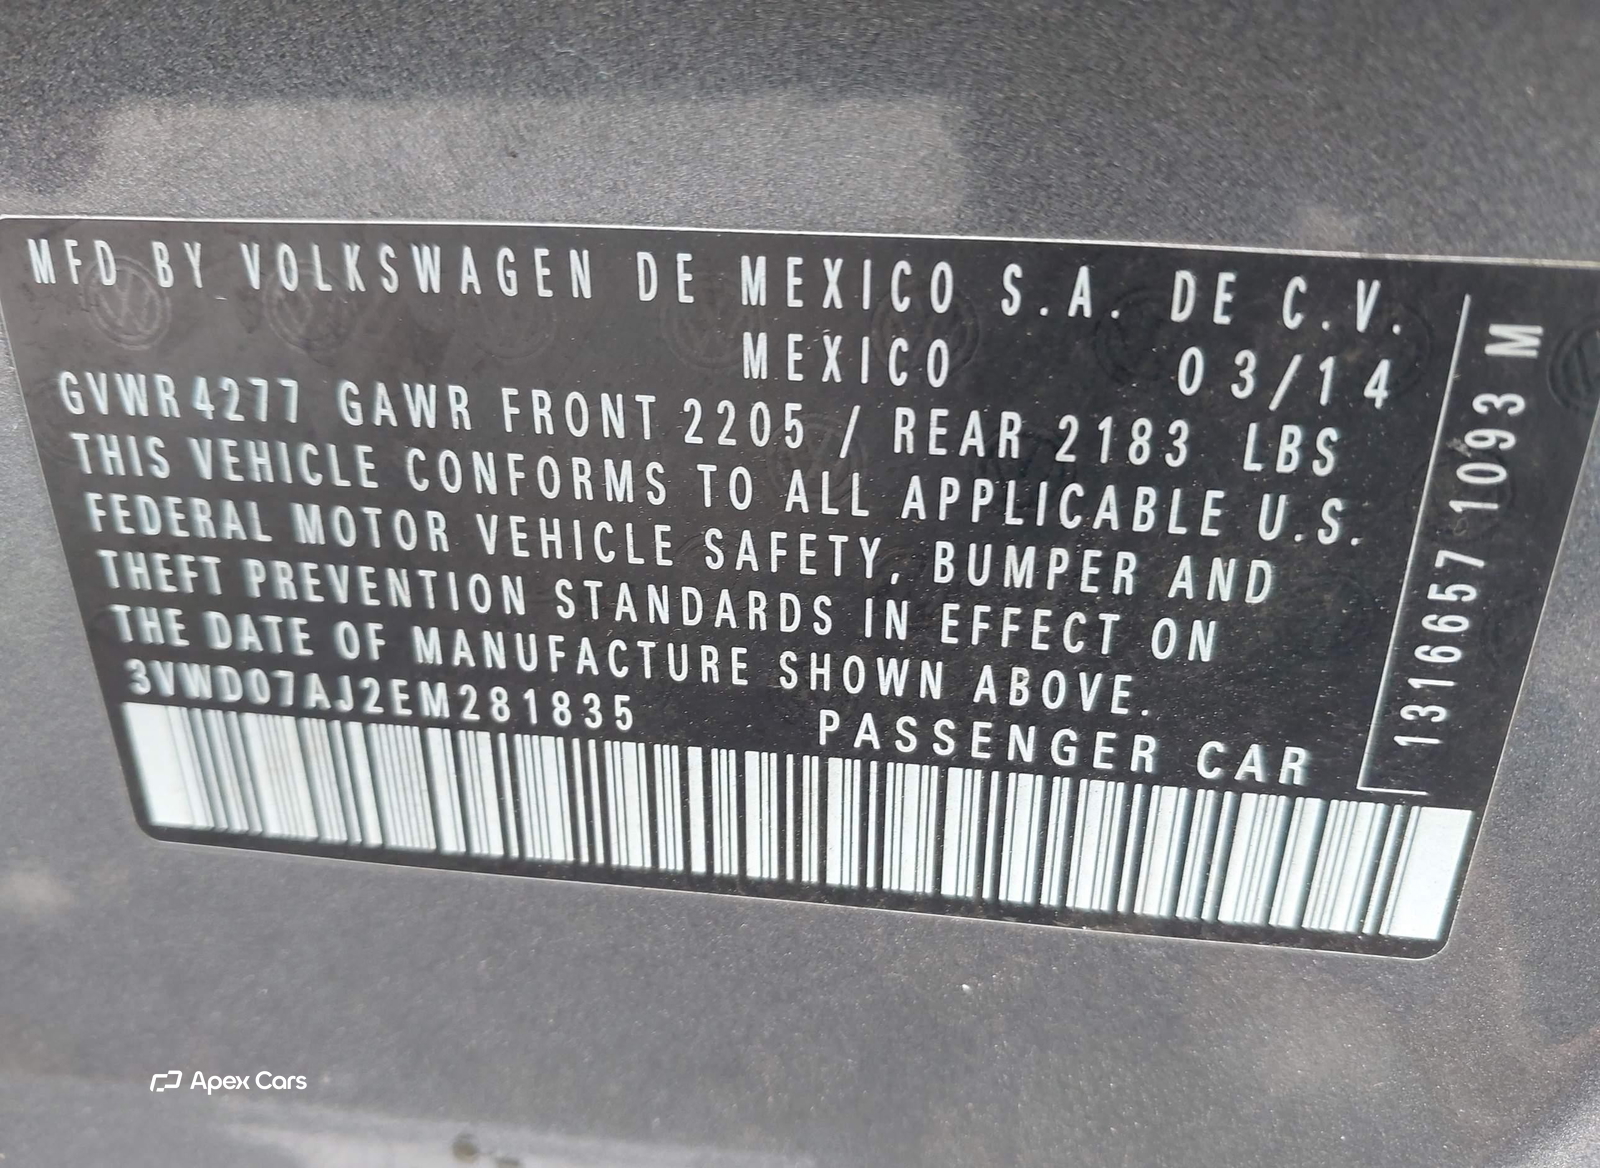 MFD BY VOLKSWAGEN DE MEXICO S.A. DE C.V.
MEXICO 03/14
GVWR 4277 GAWR FRONT 2205 / REAR 2183 LBS
THIS VEHICLE CONFORMS TO ALL APPLICABLE U.S.
FEDERAL MOTOR VEHICLE SAFETY, BUMPER AND
THEFT PREVENTION STANDARDS IN EFFECT ON
THE DATE OF MANUFACTURE SHOWN ABOVE.
3VWD07AJ2EM281835 PASSENGER CAR
1316657 1093 M
Apex Cars